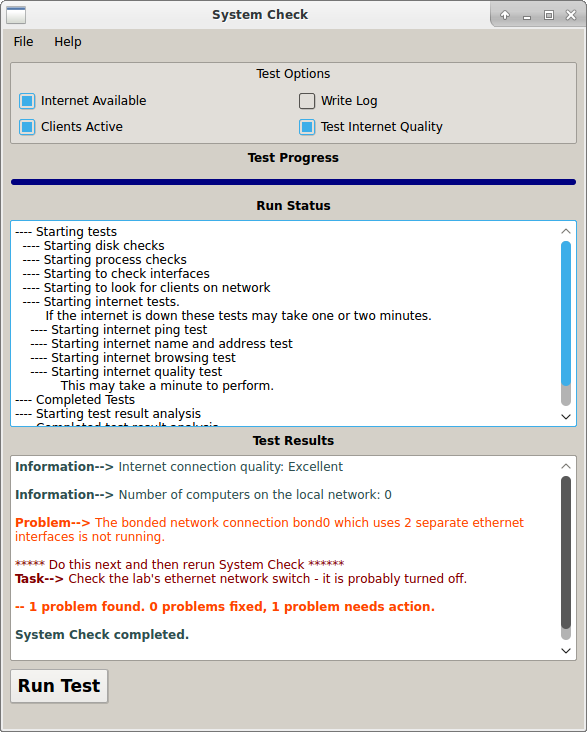 System Check
File Help
Test Options
Internet Available
Write Log
Clients Active
Test Internet Quality
Test Progress
Run Status
---- Starting tests
---- Starting disk checks
---- Starting process checks
---- Starting to check interfaces
---- Starting to look for clients on network
---- Starting internet tests.
If the internet is down these tests may take one or two minutes.
---- Starting internet ping test
---- Starting internet name and address test
---- Starting internet browsing test
---- Starting internet quality test
This may take a minute to perform.
---- Completed Tests
---- Starting test result analysis
---- Completed test result analysis
Test Results
Information--> Internet connection quality: Excellent
Information--> Number of computers on the local network: 0
Problem--> The bonded network connection bond0 which uses 2 separate ethernet
interfaces is not running.
***** Do this next and then rerun System Check ******
Task--> Check the lab's ethernet network switch - it is probably turned off.
-- 1 problem found. 0 problems fixed, 1 problem needs action.
System Check completed.
Run Test